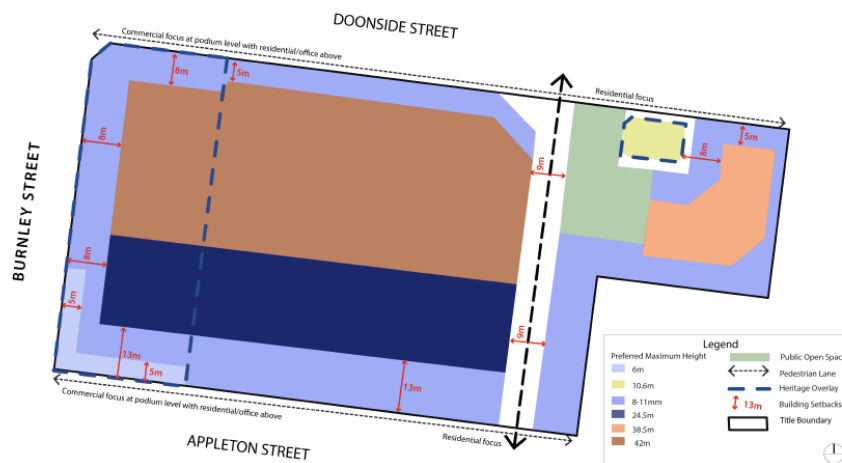 DOONSIDE STREET
Commercial focus at podium level with residential/office above
Residential focus
8m
5m
5m
8m
8m
9m
BURNLEY STREET
8m
5m
9m
13m
5m
13m
Commercial focus at podium level with residential/office above
Residential focus
APPLETON STREET
Legend
Preferred Maximum Height
6m
10.6m
8-11mm
24.5m
38.5m
42m
Public Open Spac
Pedestrian Lane
Heritage Overlay
13m
Building Setbacks
Title Boundary